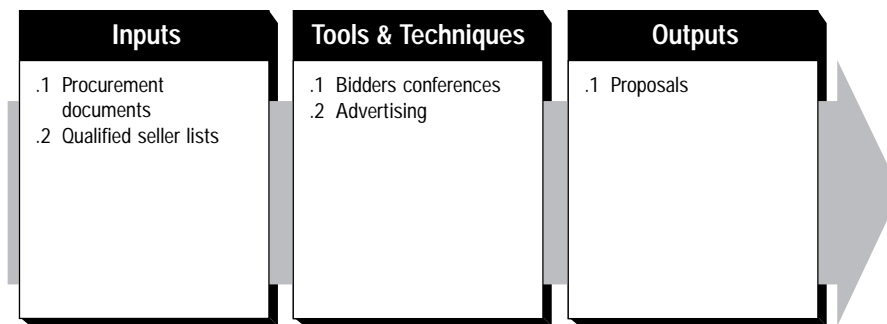 Inputs
.1 Procurement
documents
.2 Qualified seller lists
Tools & Techniques
.1 Bidders conferences
.2 Advertising
Outputs
.1 Proposals